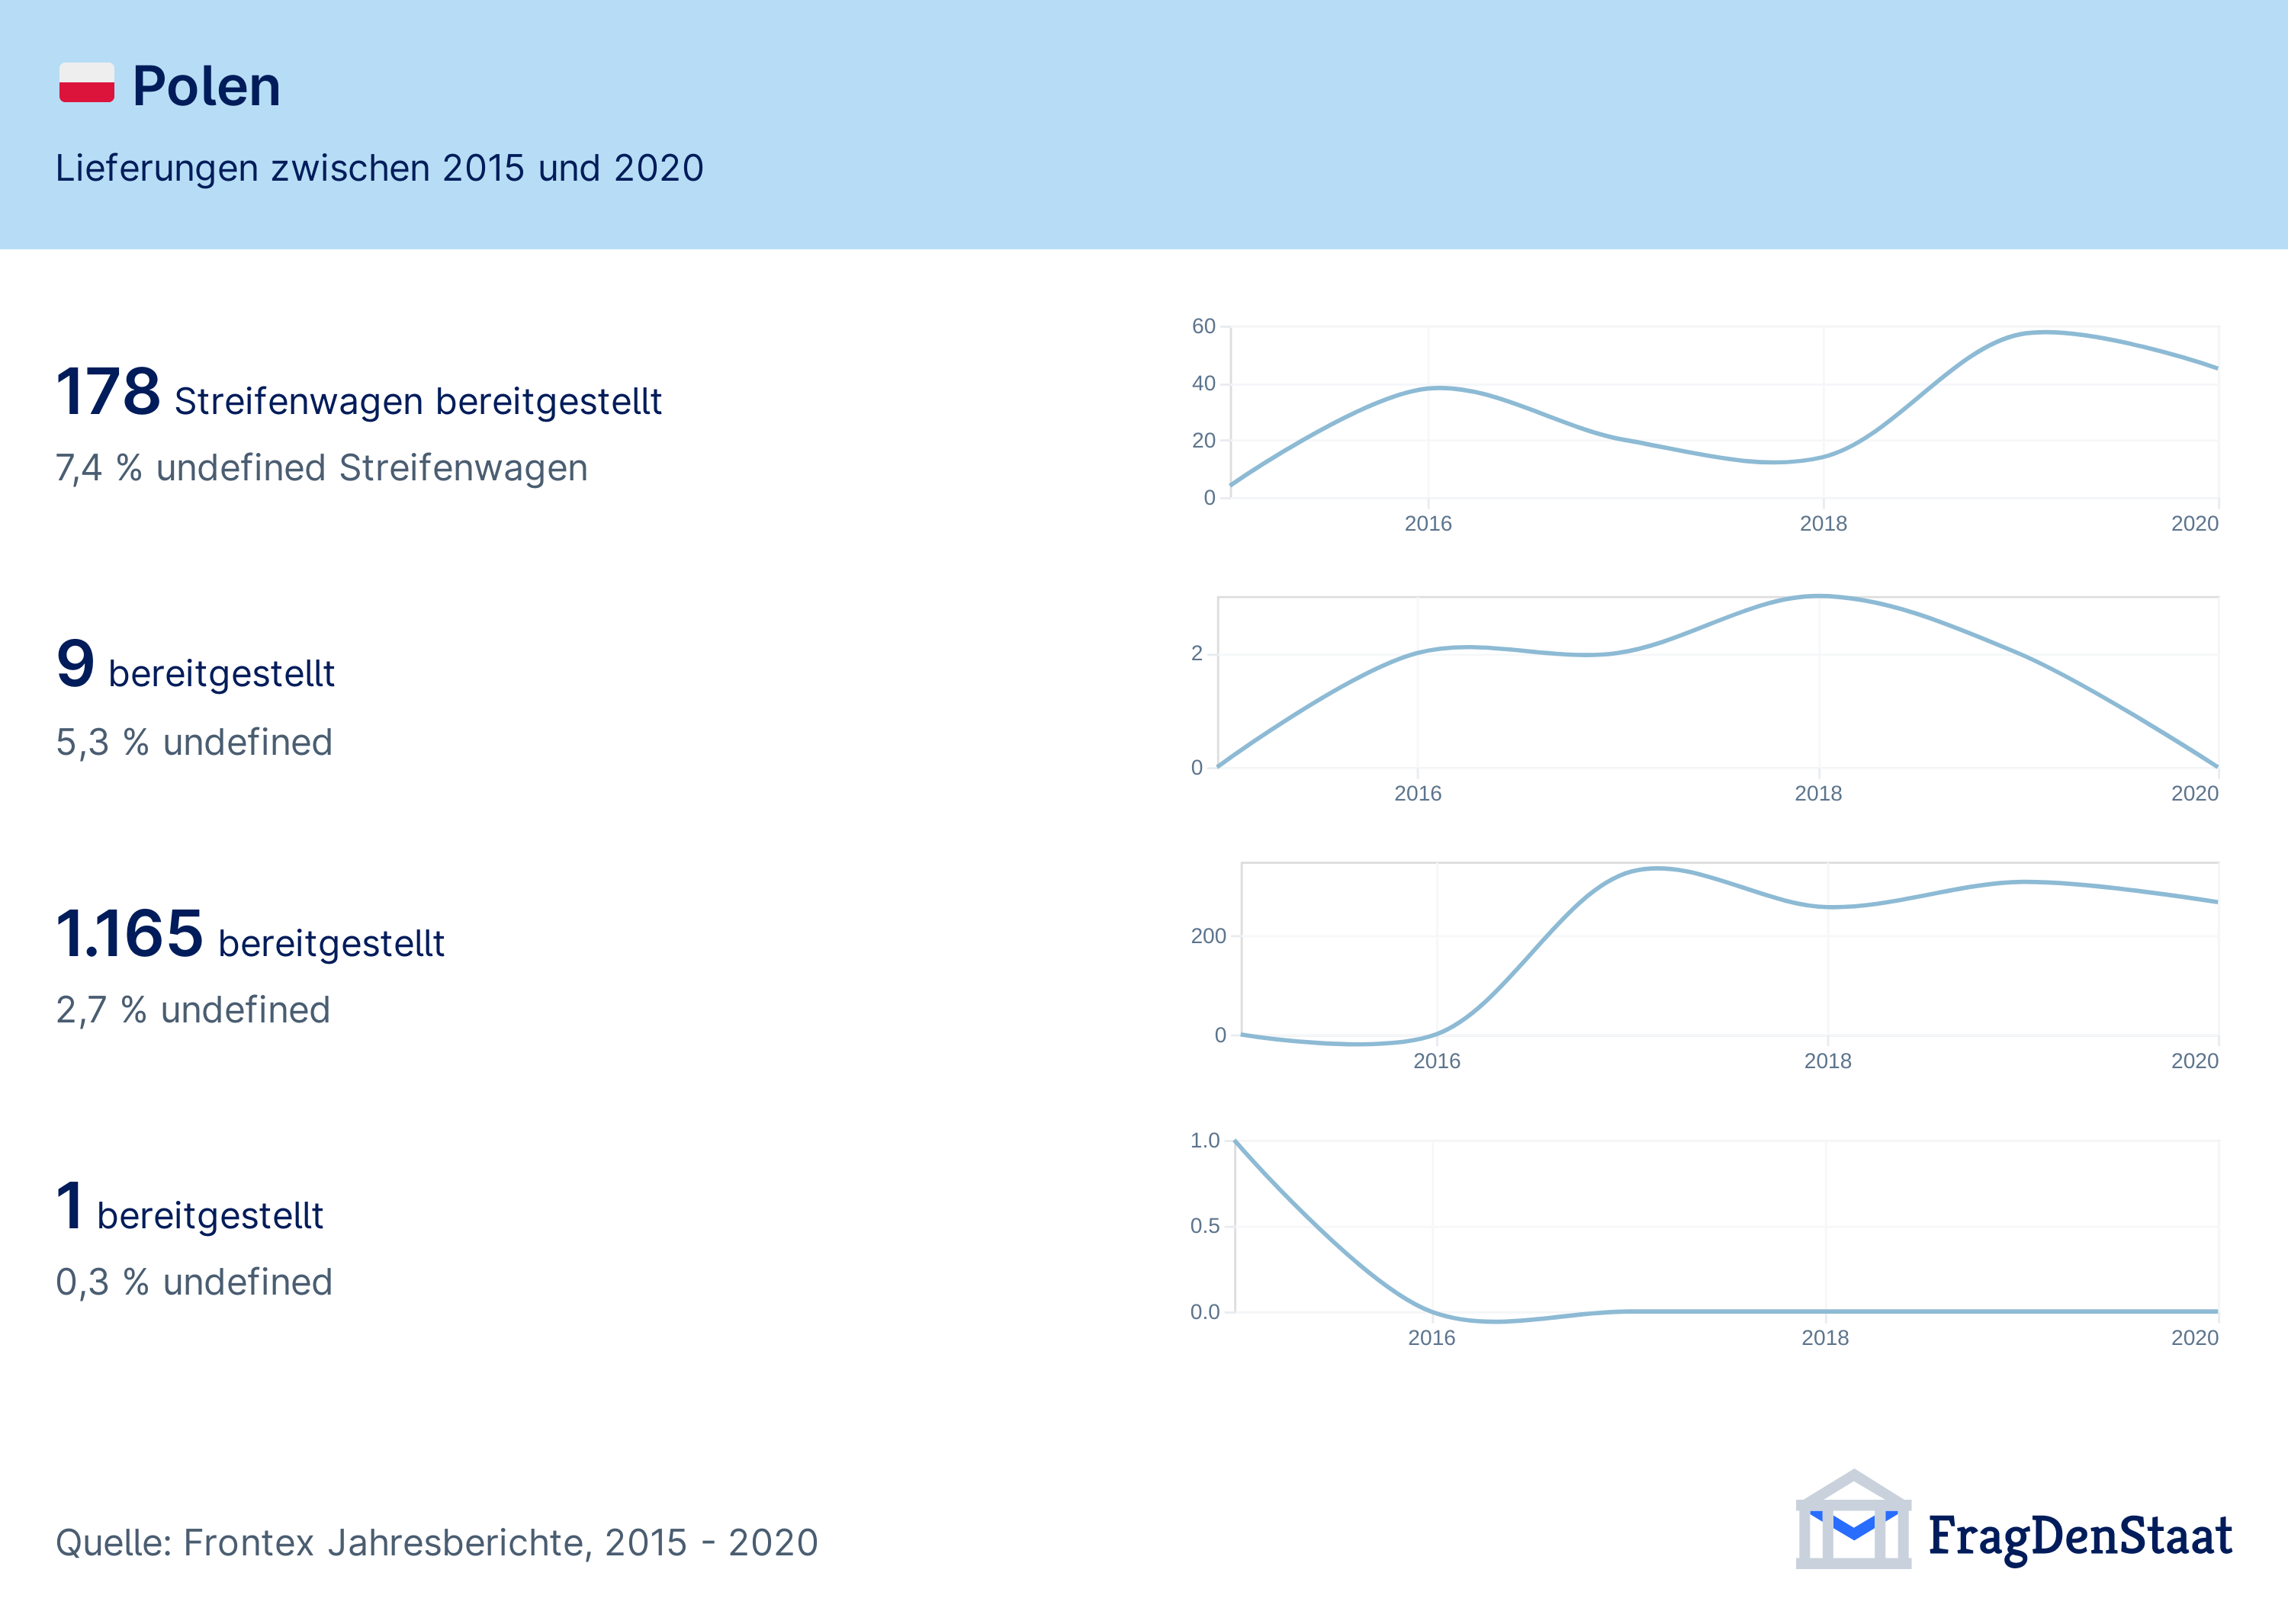 Polen
Lieferungen zwischen 2015 und 2020
178 Streifenwagen bereitgestellt
7,4 % undefined Streifenwagen
60
40
20
0
2016 2018 2020
9 bereitgestellt
5,3 % undefined
2
0
2016 2018 2020
1.165 bereitgestellt
2,7 % undefined
200
0
2016 2018 2020
1 bereitgestellt
0,3 % undefined
1.0
0.5
0.0
2016 2018 2020
Quelle: Frontex Jahresberichte, 2015 - 2020
FragDenStaat